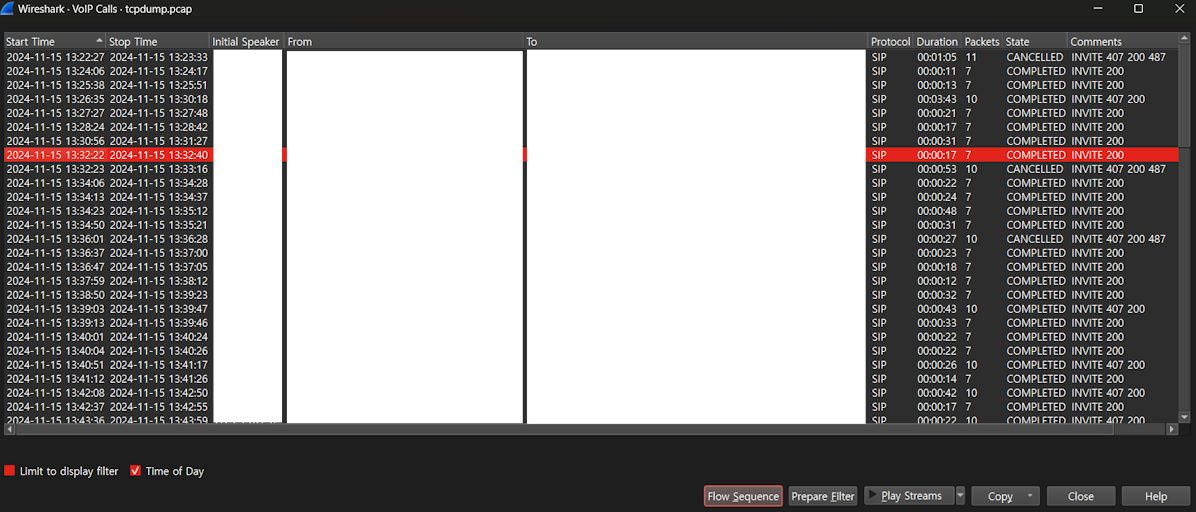 Wireshark · VoIP Calls · tcpdump.pcap
Start Time Stop Time Initial Speaker From To Protocol Duration Packets State Comments
2024-11-15 13:22:27 2024-11-15 13:23:33 SIP 00:01:05 11 CANCELLED INVITE 407 200 487
2024-11-15 13:24:06 2024-11-15 13:24:17 SIP 00:00:11 7 COMPLETED INVITE 200
2024-11-15 13:25:38 2024-11-15 13:25:51 SIP 00:00:13 7 COMPLETED INVITE 200
2024-11-15 13:26:35 2024-11-15 13:30:18 SIP 00:03:43 10 COMPLETED INVITE 407 200
2024-11-15 13:27:27 2024-11-15 13:27:48 SIP 00:00:21 7 COMPLETED INVITE 200
2024-11-15 13:28:24 2024-11-15 13:28:42 SIP 00:00:17 7 COMPLETED INVITE 200
2024-11-15 13:30:56 2024-11-15 13:31:27 SIP 00:00:31 7 COMPLETED INVITE 200
2024-11-15 13:32:22 2024-11-15 13:32:40 SIP 00:00:17 7 COMPLETED INVITE 200
2024-11-15 13:32:23 2024-11-15 13:33:16 SIP 00:00:53 10 CANCELLED INVITE 407 200 487
2024-11-15 13:34:06 2024-11-15 13:34:28 SIP 00:00:22 7 COMPLETED INVITE 200
2024-11-15 13:34:13 2024-11-15 13:34:37 SIP 00:00:24 7 COMPLETED INVITE 200
2024-11-15 13:34:23 2024-11-15 13:35:12 SIP 00:00:48 7 COMPLETED INVITE 200
2024-11-15 13:34:50 2024-11-15 13:35:21 SIP 00:00:31 7 COMPLETED INVITE 200
2024-11-15 13:36:01 2024-11-15 13:36:28 SIP 00:00:27 10 CANCELLED INVITE 407 200 487
2024-11-15 13:36:37 2024-11-15 13:37:00 SIP 00:00:23 7 COMPLETED INVITE 200
2024-11-15 13:36:47 2024-11-15 13:37:05 SIP 00:00:18 7 COMPLETED INVITE 200
2024-11-15 13:37:59 2024-11-15 13:38:12 SIP 00:00:12 7 COMPLETED INVITE 200
2024-11-15 13:38:50 2024-11-15 13:39:23 SIP 00:00:32 7 COMPLETED INVITE 200
2024-11-15 13:39:03 2024-11-15 13:39:47 SIP 00:00:43 10 COMPLETED INVITE 407 200
2024-11-15 13:39:13 2024-11-15 13:39:46 SIP 00:00:33 7 COMPLETED INVITE 200
2024-11-15 13:40:01 2024-11-15 13:40:24 SIP 00:00:22 7 COMPLETED INVITE 200
2024-11-15 13:40:04 2024-11-15 13:40:26 SIP 00:00:22 7 COMPLETED INVITE 200
2024-11-15 13:40:51 2024-11-15 13:41:17 SIP 00:00:26 10 COMPLETED INVITE 407 200
2024-11-15 13:41:12 2024-11-15 13:41:26 SIP 00:00:14 7 COMPLETED INVITE 200
2024-11-15 13:42:08 2024-11-15 13:42:50 SIP 00:00:42 10 COMPLETED INVITE 407 200
2024-11-15 13:42:37 2024-11-15 13:42:55 SIP 00:00:17 7 COMPLETED INVITE 200
2024-11-15 13:43:36 2024-11-15 13:43:59 SIP 00:00:22 10 COMPLETED INVITE 407 200
Limit to display filter Time of Day
Flow Sequence Prepare Filter Play Streams Copy Close Help